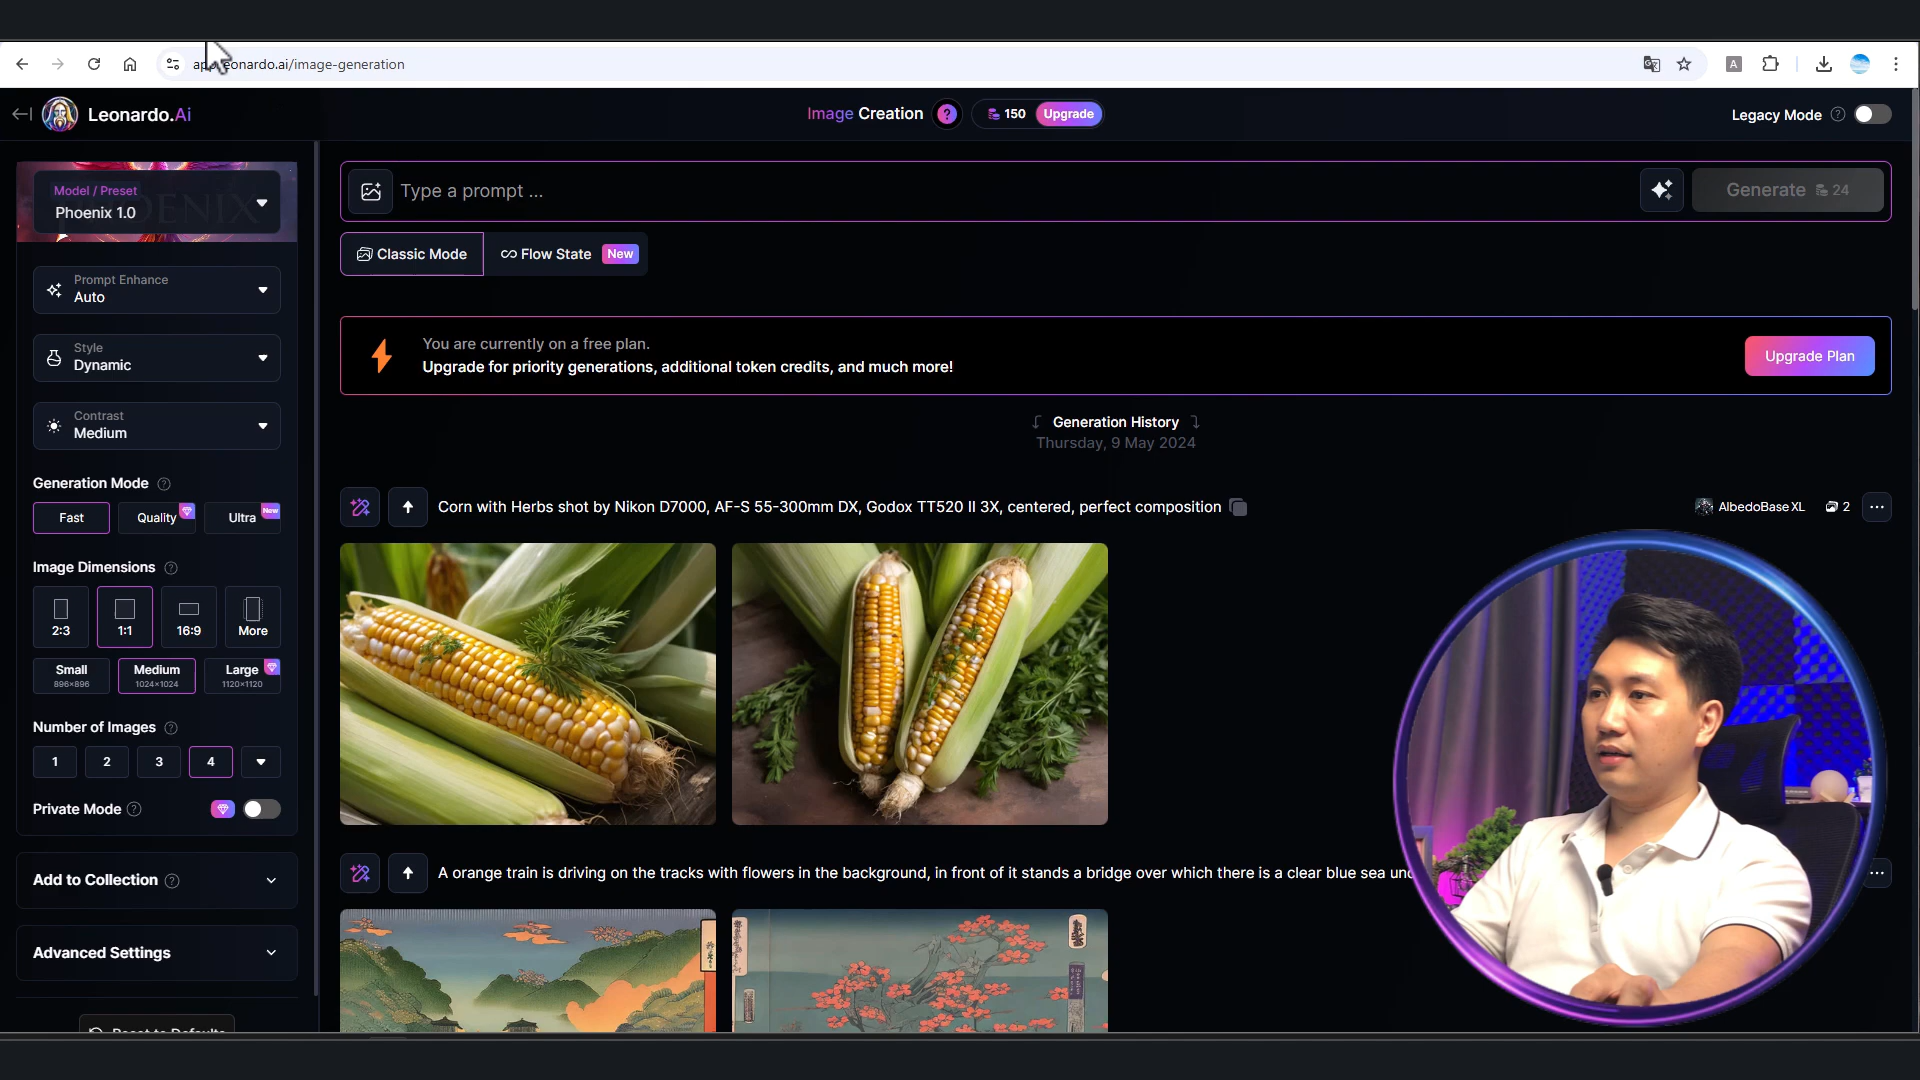 app.leonardo.ai/image-generation
Leonardo.Ai
Image Creation ? 150 Upgrade
Legacy Mode ?
Model / Preset
Phoenix 1.0
PHOENIX
Type a prompt ...
Generate 24
Classic Mode
Flow State New
Prompt Enhance
Auto
Style
Dynamic
Contrast
Medium
You are currently on a free plan.
Upgrade for priority generations, additional token credits, and much more!
Upgrade Plan
Generation History
Thursday, 9 May 2024
Generation Mode ?
Fast Quality Ultra New
Corn with Herbs shot by Nikon D7000, AF-S 55-300mm DX, Godox TT520 II 3X, centered, perfect composition
AlbedoBase XL 2
Image Dimensions ?
2:3 1:1 16:9 More
Small Medium Large
896×896 1024×1024 1120×1120
Number of Images ?
1 2 3 4
Private Mode ?
Add to Collection ?
A orange train is driving on the tracks with flowers in the background, in front of it stands a bridge over which there is a clear blue sea
Advanced Settings
Reset to Defaults